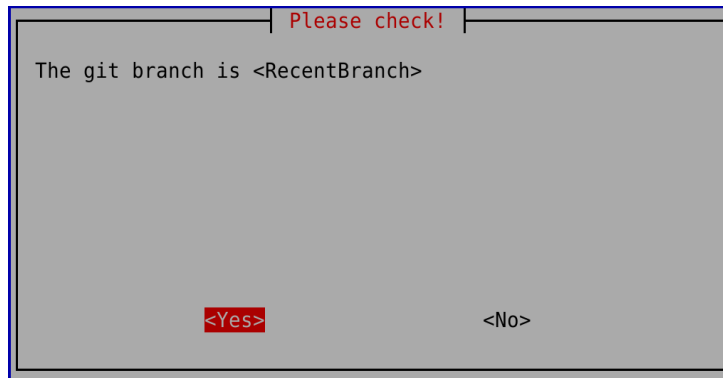 Please check!
The git branch is <RecentBranch>
<Yes> <No>